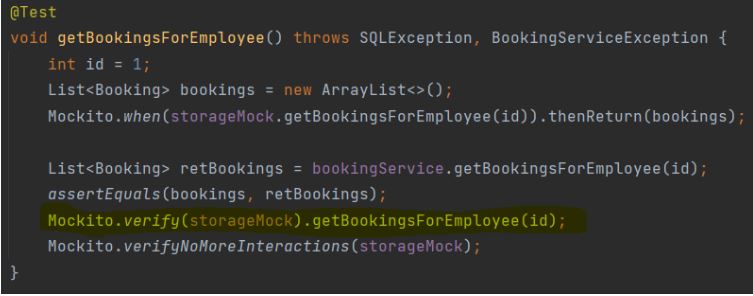 @Test
void getBookingsForEmployee() throws SQLException, BookingServiceException {
int id = 1;
List<Booking> bookings = new ArrayList<>();
Mockito.when(storageMock.getBookingsForEmployee(id)).thenReturn(bookings);
List<Booking> retBookings = bookingService.getBookingsForEmployee(id);
assertEquals(bookings, retBookings);
Mockito.verify(storageMock).getBookingsForEmployee(id);
Mockito.verifyNoMoreInteractions(storageMock);
}